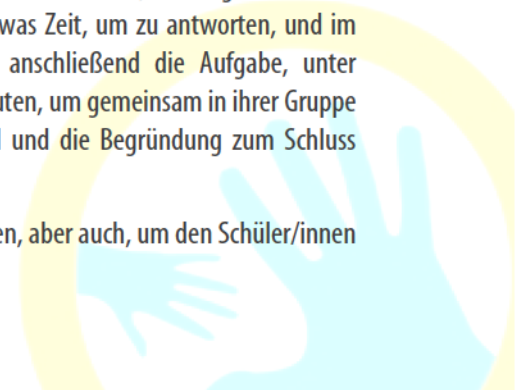 was Zeit, um zu antworten, und im
anschließend die Aufgabe, unter
uten, um gemeinsam in ihrer Gruppe
und die Begründung zum Schluss
en, aber auch, um den Schüler/innen